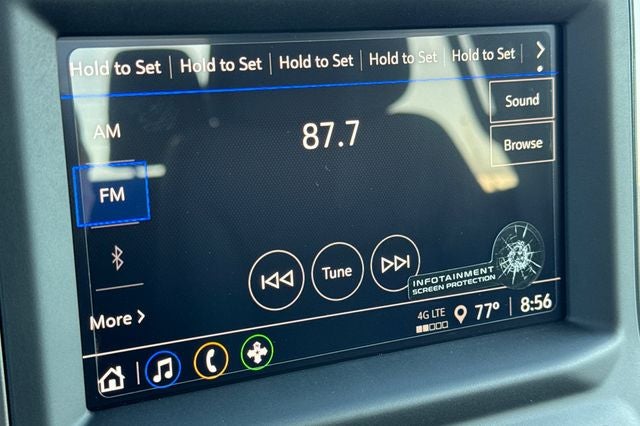 Hold to Set Hold to Set Hold to Set Hold to Set Hold to Set
AM
87.7
Sound
Browse
FM
Tune
More
INFOTAINMENT
SCREEN PROTECTION
4G LTE
77°
8:56